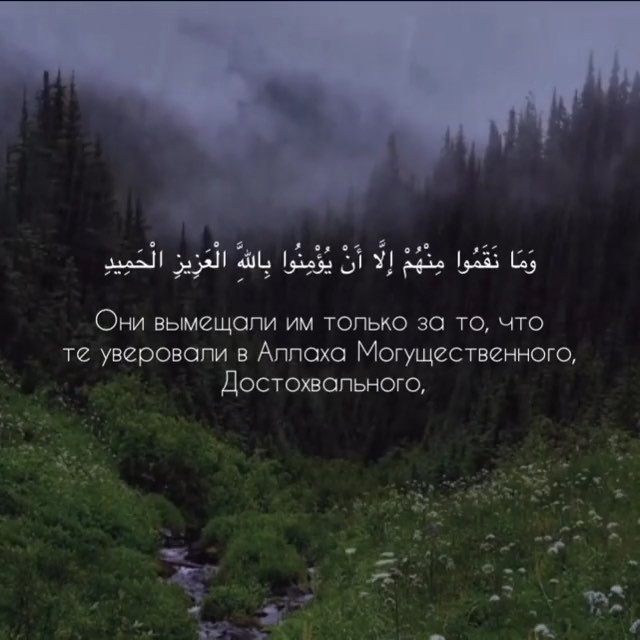 وَمَا نَقَمُوا مِنْهُمْ إِلَّا أَنْ يُؤْمِنُوا بِاللَّهِ الْعَزِيزِ الْحَمِيدِ
Они вымещали им только за то, что
те уверовали в Аллаха Могущественного,
Достохвального,